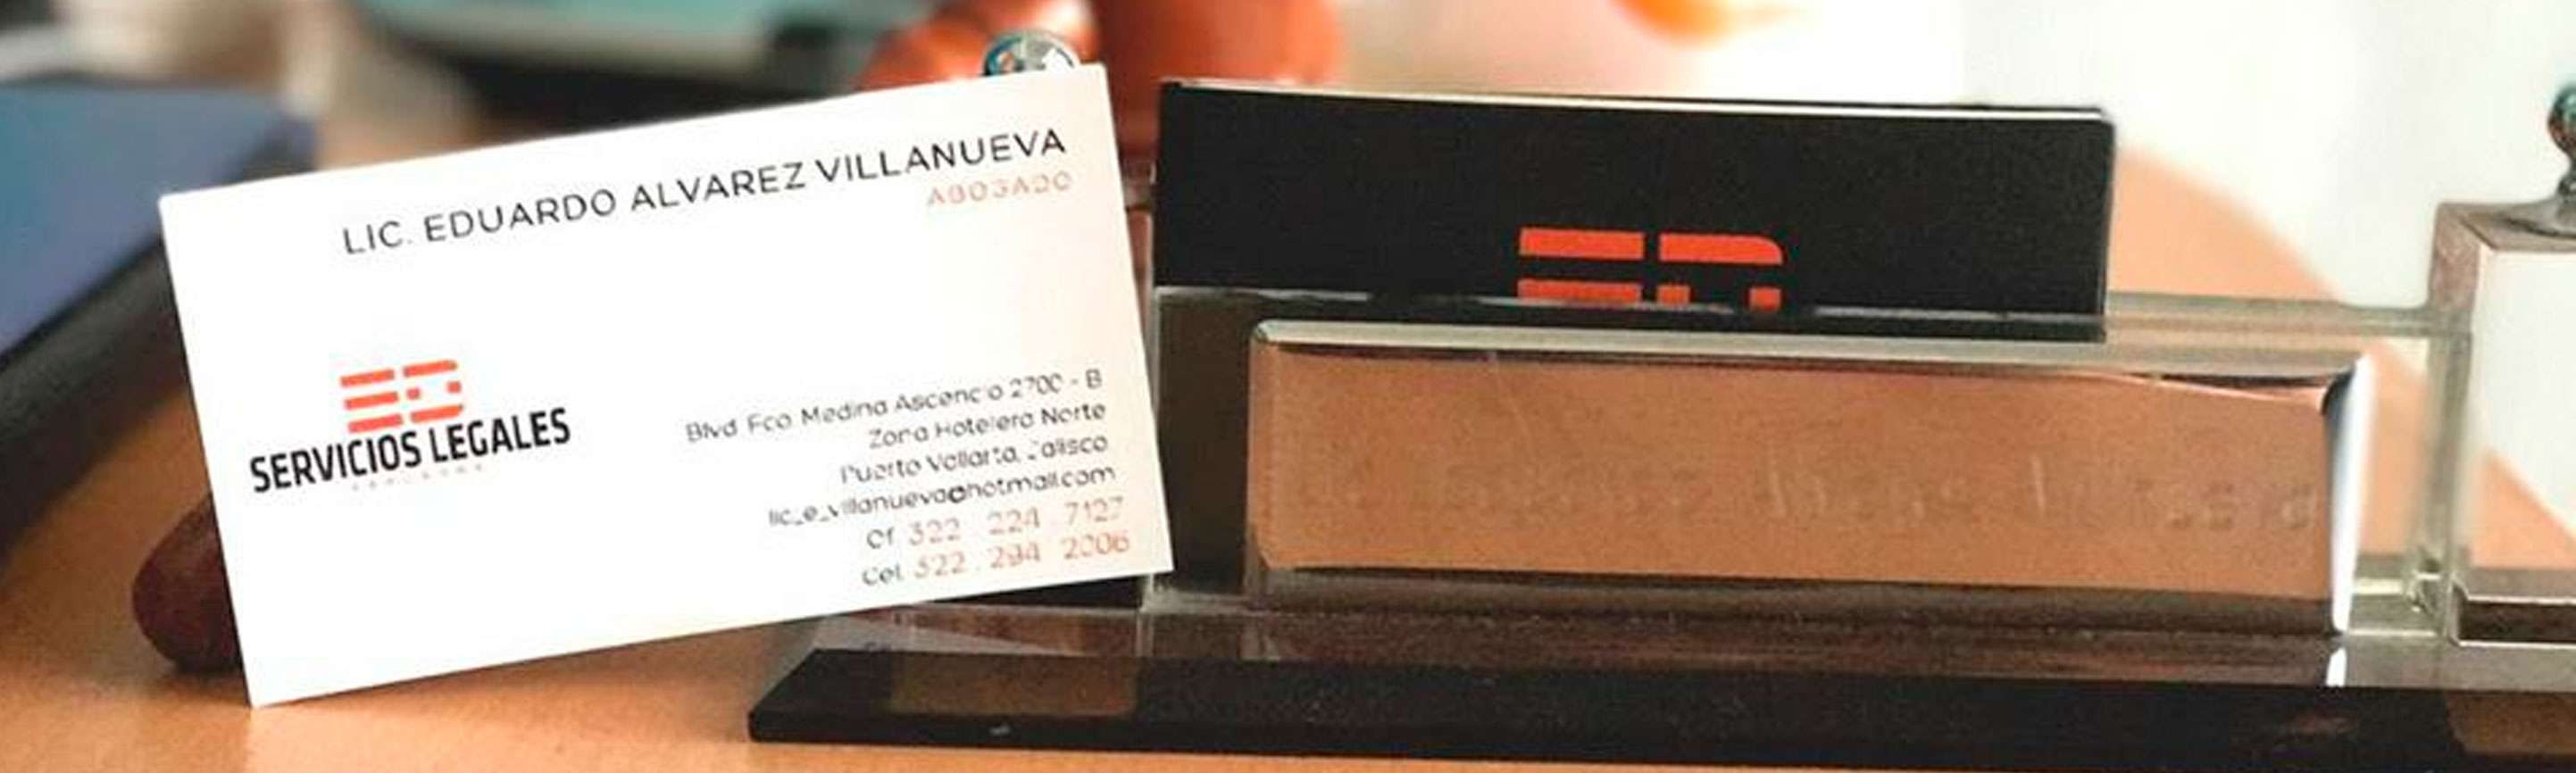 LIC. EDUARDO ALVAREZ VILLANUEVA
ABOGADO
SERVICIOS LEGALES
Blvd Fco Medina Ascencio 2700 - B
Zona Hotelera Norte
Puerto Vallarta, Jalisco
lic_e_villanueva@hotmail.com
Of. 322 . 224 . 7127
Cel. 322 . 294 . 2006